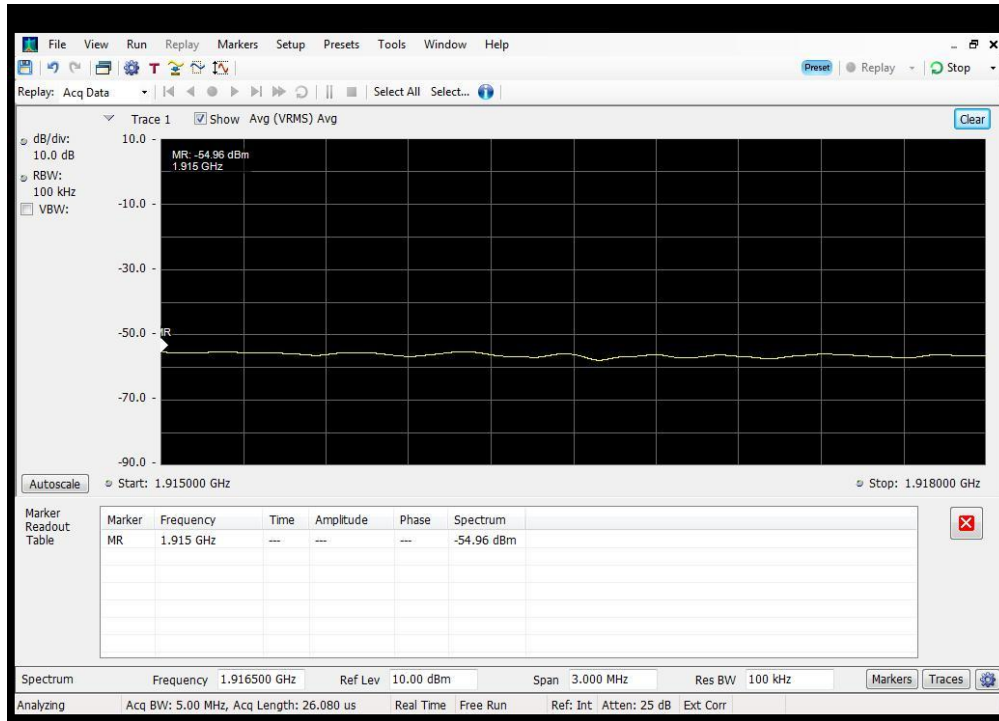 File View Run Replay Markers Setup Presets Tools Window Help
T Preset Replay Stop
Replay: Acq Data Select All Select...
Trace 1 Show Avg (VRMS) Avg Clear
dB/div:
10.0 dB
RBW:
100 kHz
VBW:
10.0
MR: -54.96 dBm
1.915 GHz
-10.0
-30.0
-50.0
-70.0
-90.0
Autoscale Start: 1.915000 GHz Stop: 1.918000 GHz
Marker
Readout
Table
Marker Frequency Time Amplitude Phase Spectrum
MR 1.915 GHz --- --- --- -54.96 dBm
Spectrum Frequency 1.916500 GHz Ref Lev 10.00 dBm Span 3.000 MHz Res BW 100 kHz Markers Traces
Analyzing Acq BW: 5.00 MHz, Acq Length: 26.080 us Real Time Free Run Ref: Int Atten: 25 dB Ext Corr